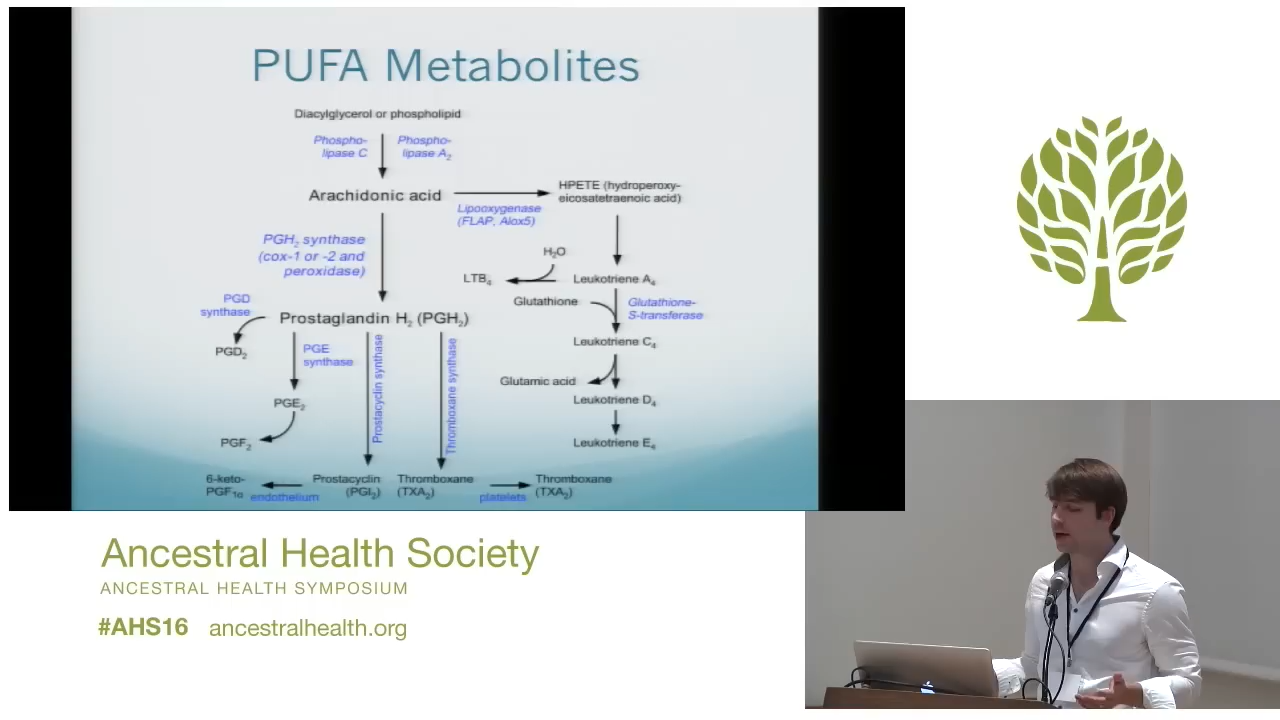 PUFA Metabolites
Diacylglycerol or phospholipid
Phospho-
lipase C
Phospho-
lipase A₂
Arachidonic acid
Lipooxygenase
(FLAP, Alox5)
HPETE (hydroperoxy-
eicosatetraenoic acid)
PGH₂ synthase
(cox-1 or -2 and
peroxidase)
H₂O
LTB₄
Leukotriene A₄
Glutathione
Glutathione-
S-transferase
PGD
synthase
Prostaglandin H₂ (PGH₂)
Leukotriene C₄
PGD₂
PGE
synthase
Prostacyclin synthase
Thromboxane synthase
Glutamic acid
Leukotriene D₄
PGE₂
PGF₂
Leukotriene E₄
6-keto-
PGF₁α
endothelium
Prostacyclin
(PGI₂)
Thromboxane
(TXA₂)
platelets
Thromboxane
(TXA₂)
Ancestral Health Society
ANCESTRAL HEALTH SYMPOSIUM
#AHS16 ancestralhealth.org